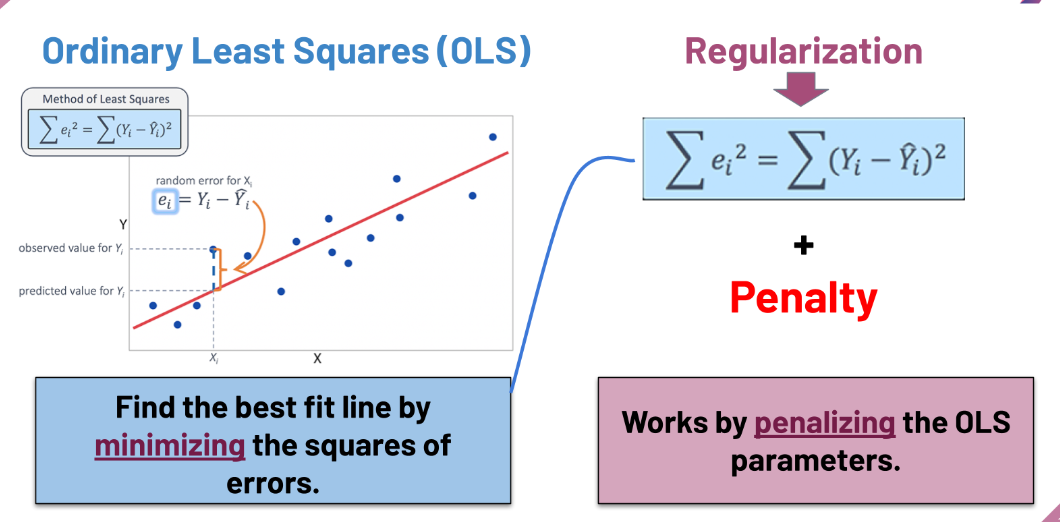 Ordinary Least Squares (OLS)
Method of Least Squares
∑ eᵢ² = ∑(Yᵢ − Ŷᵢ)²
random error for Xᵢ
eᵢ = Yᵢ − Ŷᵢ
Y
observed value for Yᵢ
predicted value for Yᵢ
Xᵢ
X
Find the best fit line by
minimizing the squares of
errors.
Regularization
∑ eᵢ² = ∑(Yᵢ − Ŷᵢ)²
+
Penalty
Works by penalizing the OLS
parameters.